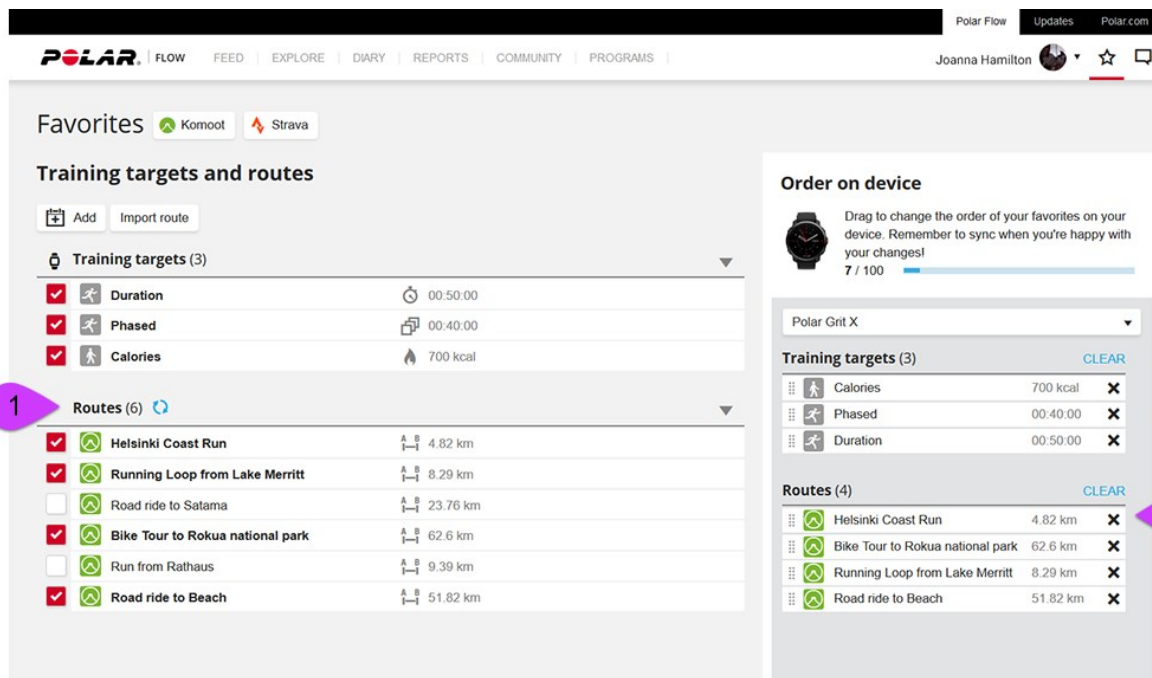 Polar Flow Updates Polar.com
POLAR. FLOW FEED EXPLORE DIARY REPORTS COMMUNITY PROGRAMS Joanna Hamilton
Favorites Komoot Strava
Training targets and routes
Add Import route
Training targets (3)
Duration 00:50:00
Phased 00:40:00
Calories 700 kcal
1
Routes (6)
Helsinki Coast Run A B 4.82 km
Running Loop from Lake Merritt A B 8.29 km
Road ride to Satama A B 23.76 km
Bike Tour to Rokua national park A B 62.6 km
Run from Rathaus A B 9.39 km
Road ride to Beach A B 51.82 km
Order on device
Drag to change the order of your favorites on your
device. Remember to sync when you're happy with
your changes!
7 / 100
Polar Grit X
Training targets (3) CLEAR
Calories 700 kcal
Phased 00:40:00
Duration 00:50:00
Routes (4) CLEAR
Helsinki Coast Run 4.82 km
Bike Tour to Rokua national park 62.6 km
Running Loop from Lake Merritt 8.29 km
Road ride to Beach 51.82 km